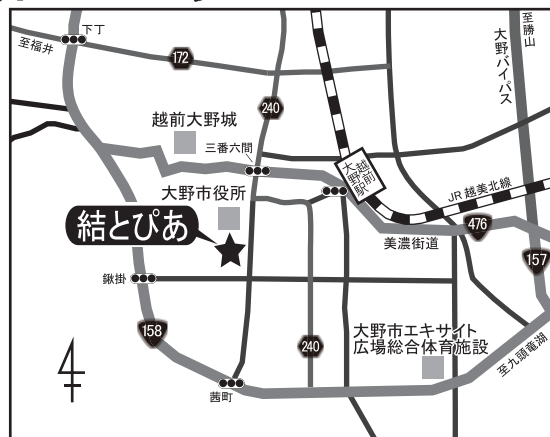 下丁
至福井
172
至勝山
大野バイパス
240
越前大野城
三番六間
越前
大野駅
大野市役所
JR越美北線
結とぴあ
476
美濃街道
157
鍬掛
158
240
大野市エキサイト
広場総合体育施設
至九頭竜湖
茜町